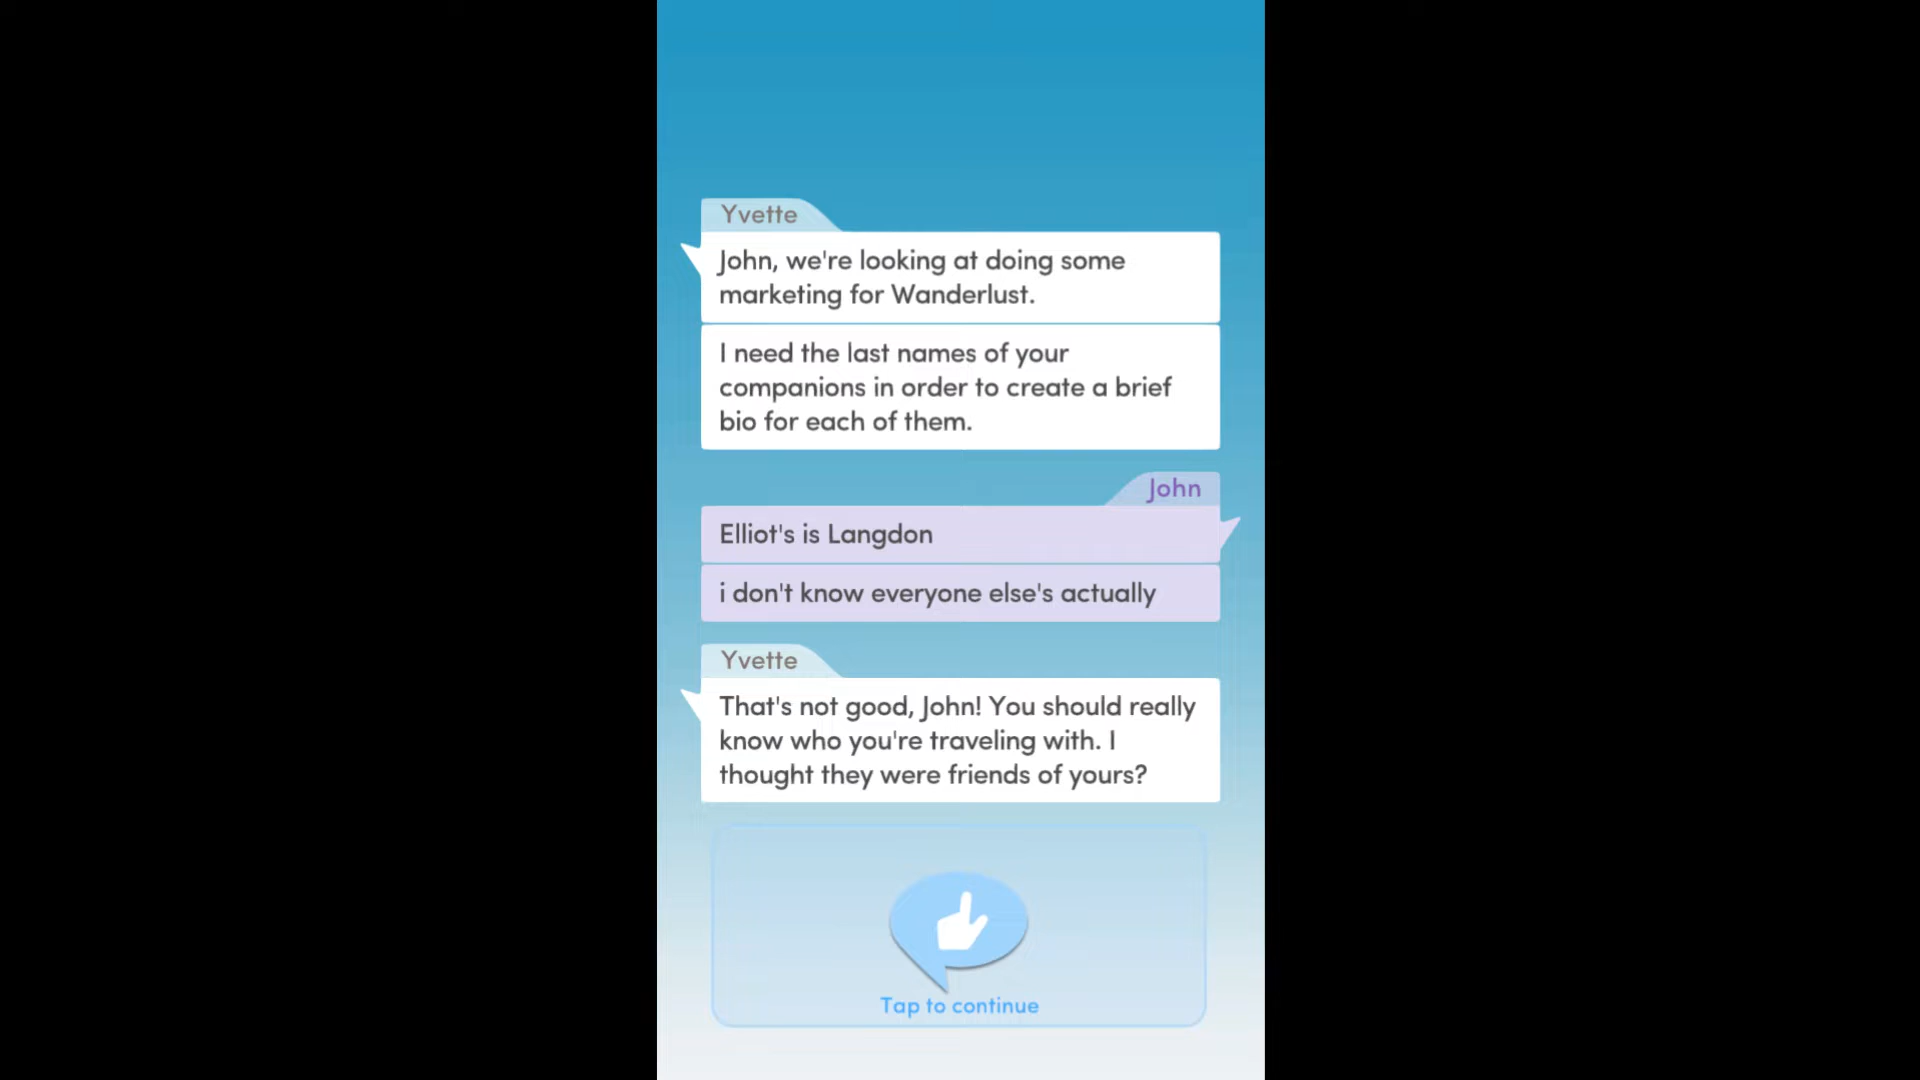 Yvette
John, we're looking at doing some
marketing for Wanderlust.
I need the last names of your
companions in order to create a brief
bio for each of them.
John
Elliot's is Langdon
i don't know everyone else's actually
Yvette
That's not good, John! You should really
know who you're traveling with. I
thought they were friends of yours?
Tap to continue